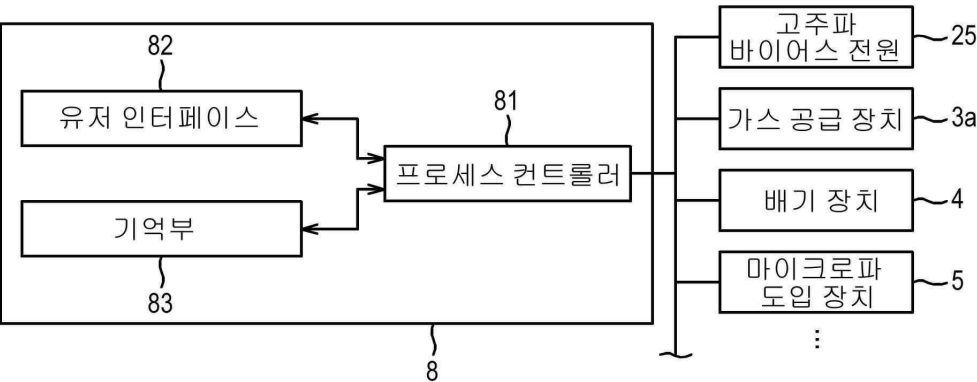 82
유저 인터페이스
81
프로세스 컨트롤러
기억부
83
8
고주파
바이어스 전원
25
가스 공급 장치
3a
배기 장치
4
마이크로파
도입 장치
5
⋮